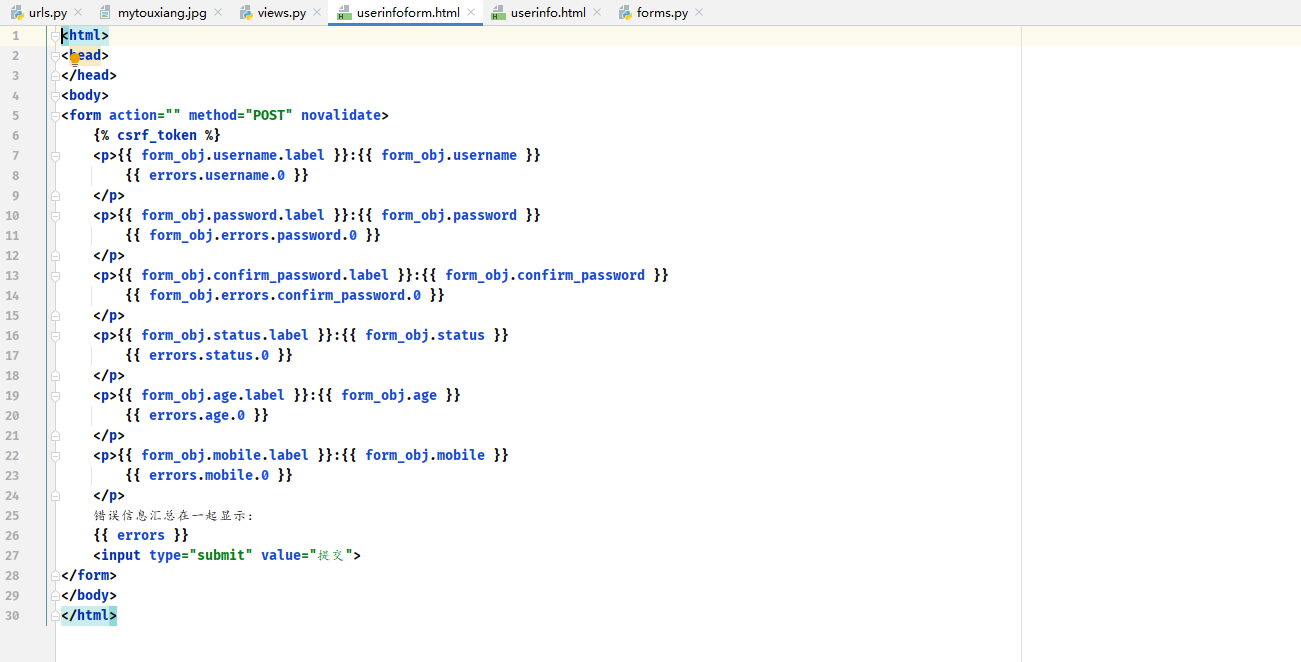 urls.py mytouxiang.jpg views.py userinfoform.html userinfo.html forms.py
1 <html>
2 <head>
3 </head>
4 <body>
5 <form action="" method="POST" novalidate>
6 {% csrf_token %}
7 <p>{{ form_obj.username.label }}:{{ form_obj.username }}
8 {{ errors.username.0 }}
9 </p>
10 <p>{{ form_obj.password.label }}:{{ form_obj.password }}
11 {{ form_obj.errors.password.0 }}
12 </p>
13 <p>{{ form_obj.confirm_password.label }}:{{ form_obj.confirm_password }}
14 {{ form_obj.errors.confirm_password.0 }}
15 </p>
16 <p>{{ form_obj.status.label }}:{{ form_obj.status }}
17 {{ errors.status.0 }}
18 </p>
19 <p>{{ form_obj.age.label }}:{{ form_obj.age }}
20 {{ errors.age.0 }}
21 </p>
22 <p>{{ form_obj.mobile.label }}:{{ form_obj.mobile }}
23 {{ errors.mobile.0 }}
24 </p>
25 错误信息汇总在一起显示：
26 {{ errors }}
27 <input type="submit" value="提交">
28 </form>
29 </body>
30 </html>